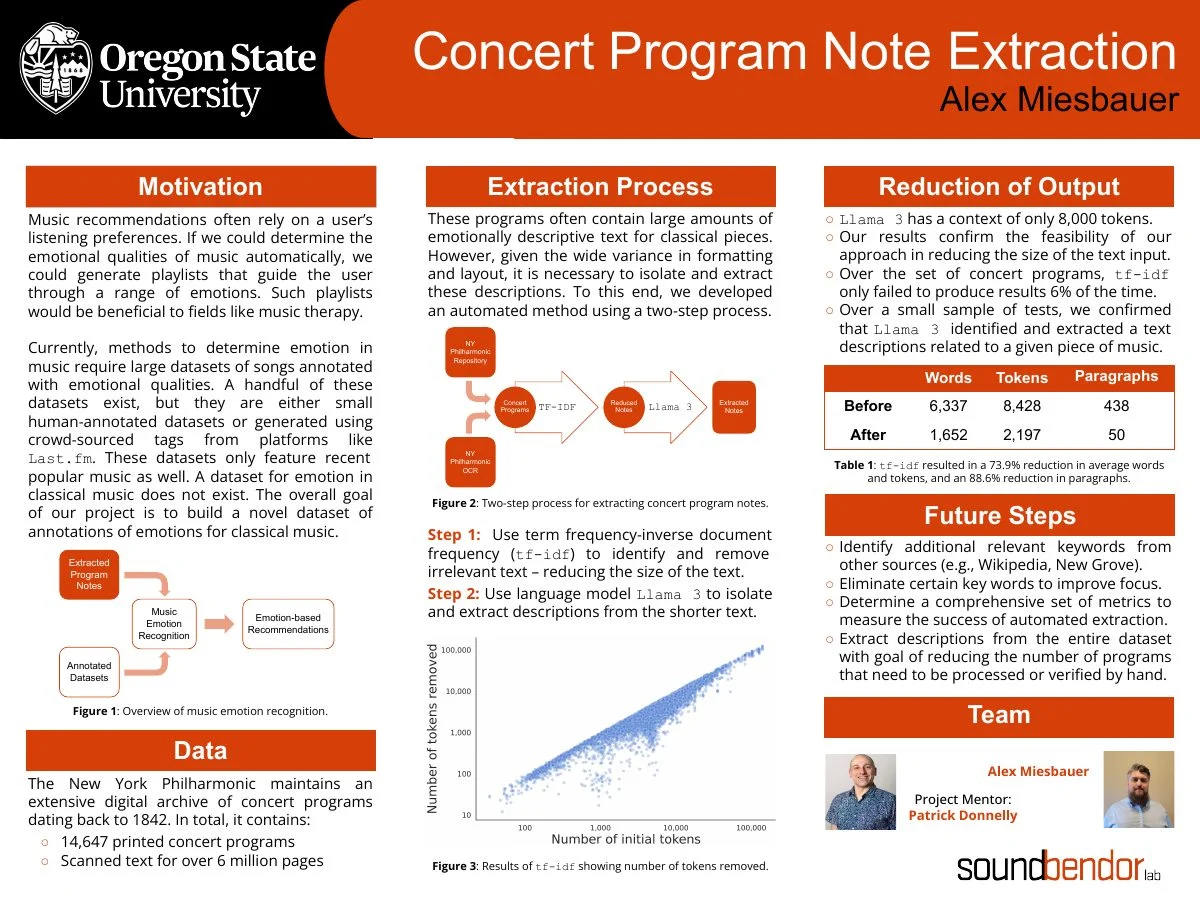 Oregon State
University
Concert Program Note Extraction
Alex Miesbauer
Motivation
Music recommendations often rely on a user's
listening preferences. If we could determine the
emotional qualities of music automatically, we
could generate playlists that guide the user
through a range of emotions. Such playlists
would be beneficial to fields like music therapy.
Currently, methods to determine emotion in
music require large datasets of songs annotated
with emotional qualities. A handful of these
datasets exist, but they are either small
human-annotated datasets or generated using
crowd-sourced tags from platforms like
Last.fm. These datasets only feature recent
popular music as well. A dataset for emotion in
classical music does not exist. The overall goal
of our project is to build a novel dataset of
annotations of emotions for classical music.
Extracted
Program
Notes
Music
Emotion
Recognition
Emotion-based
Recommendations
Annotated
Datasets
Figure 1: Overview of music emotion recognition.
Data
The New York Philharmonic maintains an
extensive digital archive of concert programs
dating back to 1842. In total, it contains:
○ 14,647 printed concert programs
○ Scanned text for over 6 million pages
Extraction Process
These programs often contain large amounts of
emotionally descriptive text for classical pieces.
However, given the wide variance in formatting
and layout, it is necessary to isolate and extract
these descriptions. To this end, we developed
an automated method using a two-step process.
NY
Philharmonic
Repository
Concert
Programs
TF-IDF
Reduced
Notes
Llama 3
Extracted
Notes
NY
Philharmonic
OCR
Figure 2: Two-step process for extracting concert program notes.
Step 1: Use term frequency-inverse document
frequency (tf-idf) to identify and remove
irrelevant text – reducing the size of the text.
Step 2: Use language model Llama 3 to isolate
and extract descriptions from the shorter text.
Number of tokens removed
100,000
10,000
1,000
100
10
100 1,000 10,000 100,000
Number of initial tokens
Figure 3: Results of tf-idf showing number of tokens removed.
Reduction of Output
○ Llama 3 has a context of only 8,000 tokens.
○ Our results confirm the feasibility of our
approach in reducing the size of the text input.
○ Over the set of concert programs, tf-idf
only failed to produce results 6% of the time.
○ Over a small sample of tests, we confirmed
that Llama 3 identified and extracted a text
descriptions related to a given piece of music.
Words Tokens Paragraphs
Before 6,337 8,428 438
After 1,652 2,197 50
Table 1: tf-idf resulted in a 73.9% reduction in average words
and tokens, and an 88.6% reduction in paragraphs.
Future Steps
○ Identify additional relevant keywords from
other sources (e.g., Wikipedia, New Grove).
○ Eliminate certain key words to improve focus.
○ Determine a comprehensive set of metrics to
measure the success of automated extraction.
○ Extract descriptions from the entire dataset
with goal of reducing the number of programs
that need to be processed or verified by hand.
Team
Alex Miesbauer
Project Mentor:
Patrick Donnelly
soundbendor lab